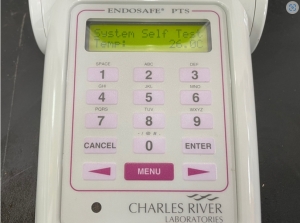 ENDOSAFE® PTS
System Self Test
Temp: 26.0C
SPACE ABC DEF
1 2 3
GHI JKL MNO
4 5 6
PQRS TUV WXYZ
7 8 9
CANCEL 0 ENTER
MENU
CHARLES RIVER
LABORATORIES